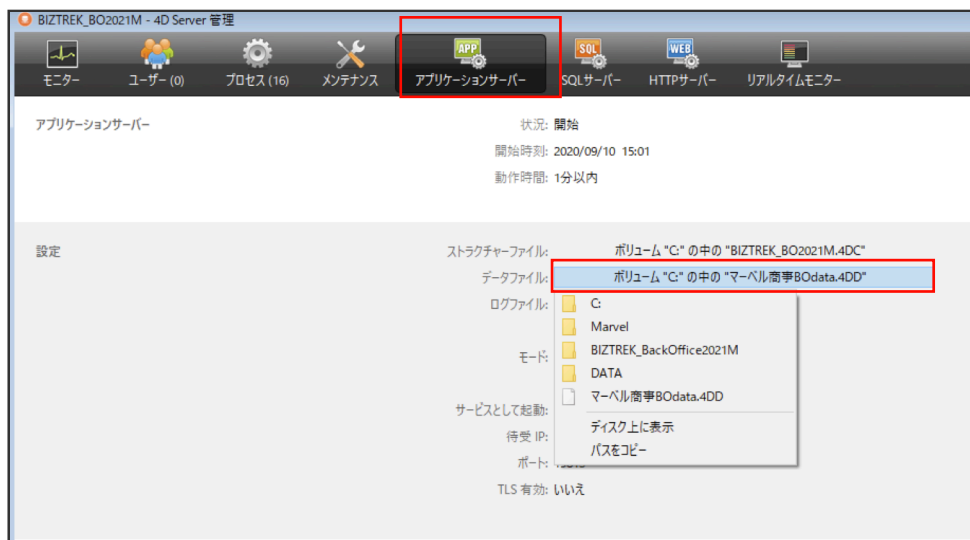 BIZTREK_BO2021M - 4D Server 管理
APP
SQL
WEB
モニター
ユーザー (0)
プロセス (16)
メンテナンス
アプリケーションサーバー
SQLサーバー
HTTPサーバー
リアルタイムモニター
アプリケーションサーバー
状況: 開始
開始時刻: 2020/09/10 15:01
動作時間: 1分以内
設定
ストラクチャーファイル: ボリューム "C:" の中の "BIZTREK_BO2021M.4DC"
データファイル: ボリューム "C:" の中の "マーベル商事BOdata.4DD"
ログファイル:
C:
Marvel
モード:
BIZTREK_BackOffice2021M
DATA
マーベル商事BOdata.4DD
サービスとして起動:
ディスク上に表示
待受 IP:
パスをコピー
ポート:
TLS 有効: いいえ